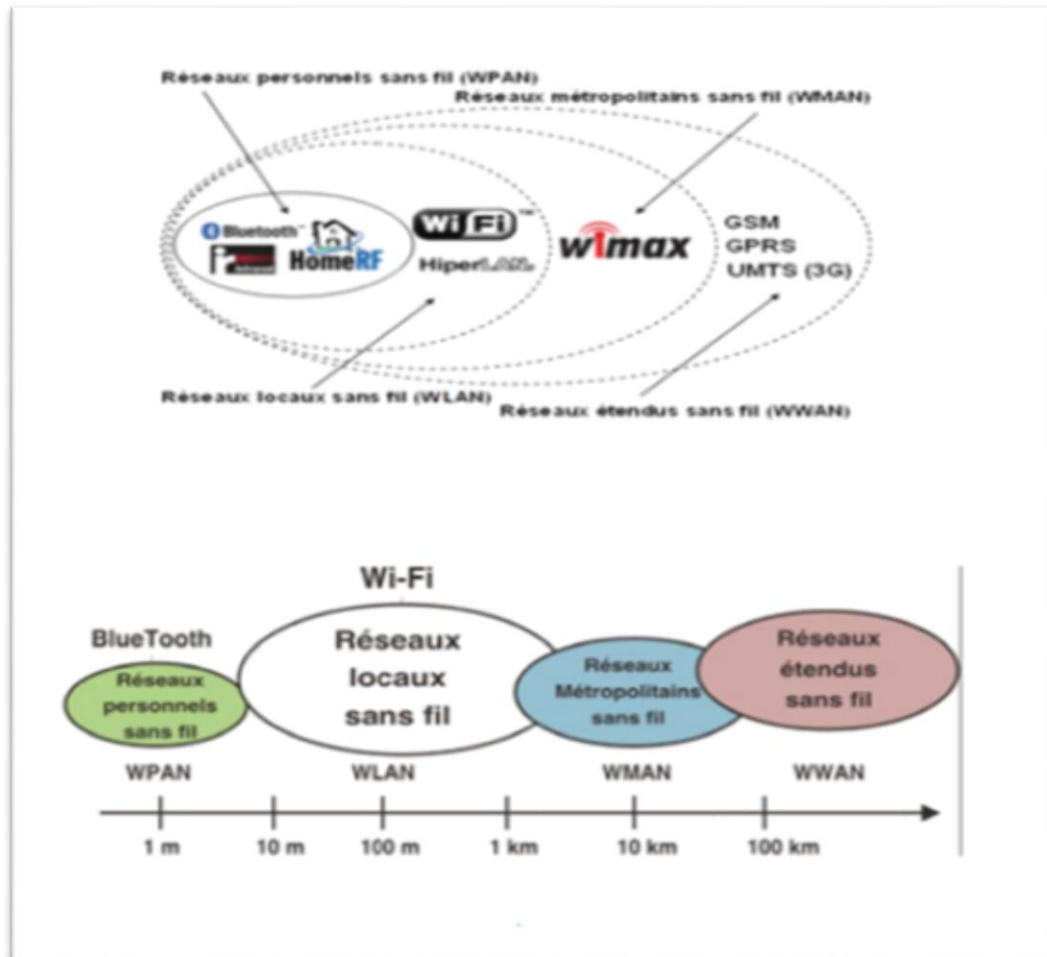 Réseaux personnels sans fil (WPAN)
Réseaux métropolitains sans fil (WMAN)
Bluetooth™
HomeRF
Wi Fi™
HiperLAN
wimax
GSM
GPRS
UMTS (3G)
Réseaux locaux sans fil (WLAN)
Réseaux étendus sans fil (WWAN)
Wi-Fi
BlueTooth
Réseaux
personnels
sans fil
Réseaux
locaux
sans fil
Réseaux
Métropolitains
sans fil
Réseaux
étendus
sans fil
WPAN WLAN WMAN WWAN
1 m 10 m 100 m 1 km 10 km 100 km